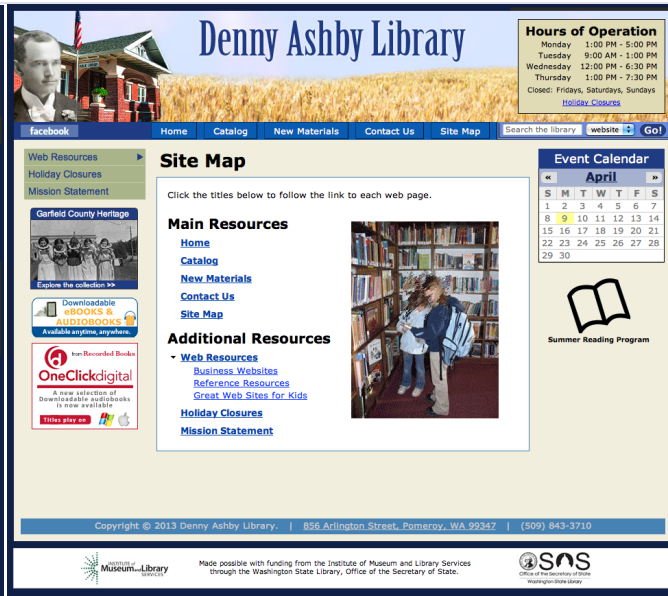 Denny Ashby Library
Hours of Operation
Monday 1:00 PM - 5:00 PM
Tuesday 9:00 AM - 1:00 PM
Wednesday 12:00 PM - 6:30 PM
Thursday 1:00 PM - 7:30 PM
Closed: Fridays, Saturdays, Sundays
Holiday Closures
facebook
Home Catalog New Materials Contact Us Site Map
Search the library website Go!
Web Resources
Holiday Closures
Mission Statement
Garfield County Heritage
Explore the collection >>
Downloadable
eBOOKS &
AUDIOBOOKS
Available anytime, anywhere.
from Recorded Books
OneClickdigital
A new selection of
Downloadable audiobooks
is now available
Titles play on
Site Map
Click the titles below to follow the link to each web page.
Main Resources
Home
Catalog
New Materials
Contact Us
Site Map
Additional Resources
Web Resources
Business Websites
Reference Resources
Great Web Sites for Kids
Holiday Closures
Mission Statement
Event Calendar
« April »
S M T W T F S
1 2 3 4 5 6 7
8 9 10 11 12 13 14
15 16 17 18 19 20 21
22 23 24 25 26 27 28
29 30
Summer Reading Program
Copyright © 2013 Denny Ashby Library. | 856 Arlington Street, Pomeroy, WA 99347 | (509) 843-3710
INSTITUTE of
Museum and Library
SERVICES
Made possible with funding from the Institute of Museum and Library Services
through the Washington State Library, Office of the Secretary of State.
SOS
Office of the Secretary of State
Washington State Library